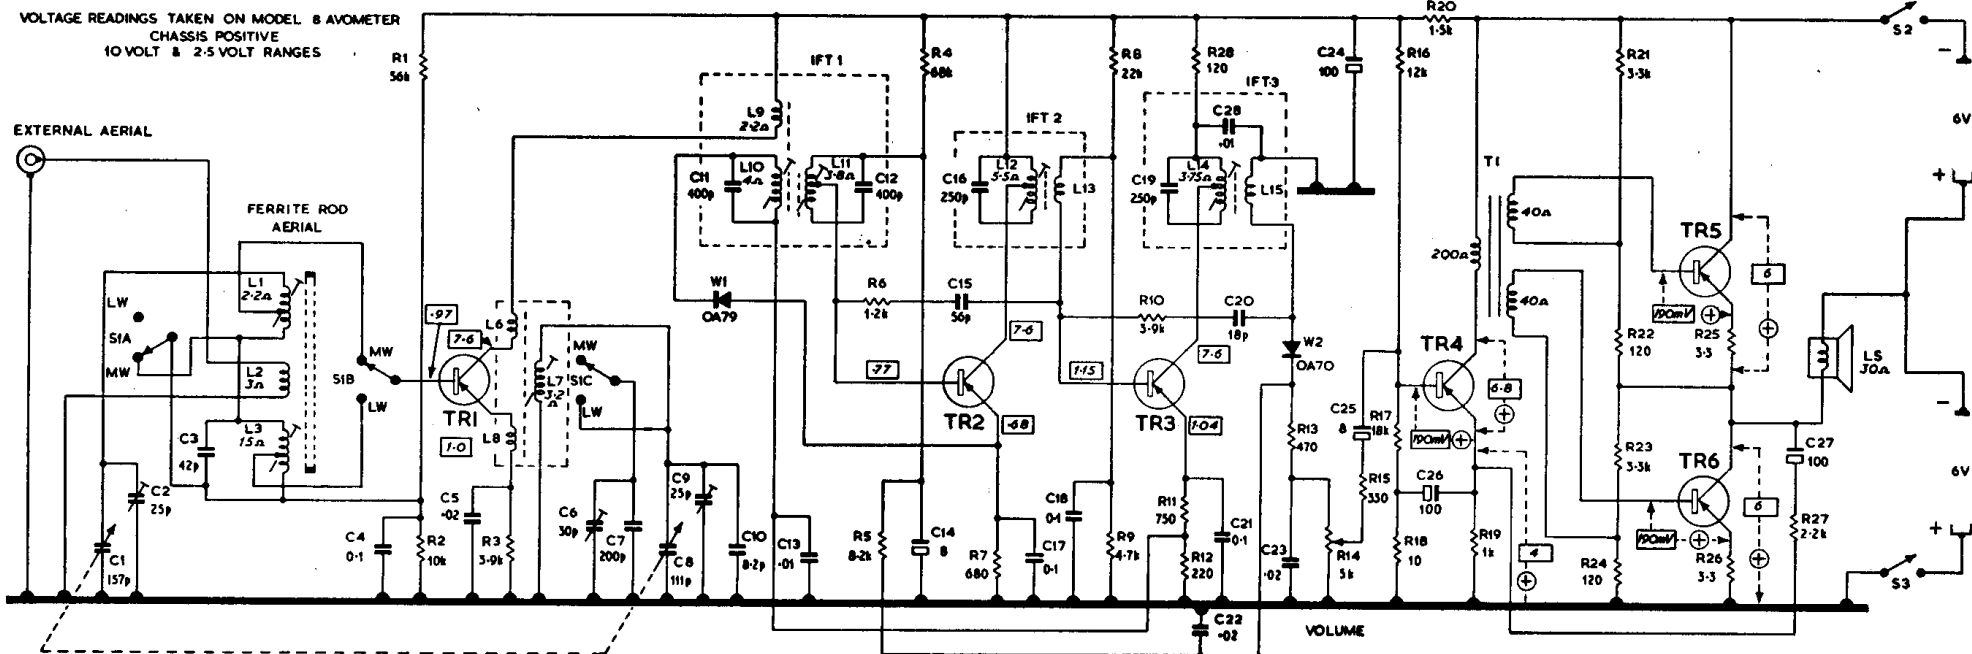 VOLTAGE READINGS TAKEN ON MODEL 8 AVOMETER
CHASSIS POSITIVE
10 VOLT & 2·5 VOLT RANGES
EXTERNAL AERIAL
FERRITE ROD
AERIAL
R1
56k
IFT 1
L9
2·2Ω
C11
400p
L10
4Ω
L11
3·8Ω
C12
400p
R4
68k
IFT 2
C16
250p
L12
5·5Ω
L13
R8
22k
R28
120
IFT3
C28
·01
C19
250p
L14
3·75Ω
L15
C24
100
R16
12k
R20
1·5k
T1
200Ω
40Ω
40Ω
R21
3·3k
TR5
6
190mV
R25
3·3
R22
120
S2
-
6V
+
LS
30Ω
-
6V
+
S3
LW
S1A
MW
L1
2·2Ω
L2
3Ω
L3
15Ω
C3
42p
C2
25p
C1
157p
MW
S1B
LW
·97
7·6
TR1
1·0
L6
L7
3·2Ω
L8
MW
S1C
LW
W1
OA79
R6
1·2k
C15
56p
·77
7·6
TR2
·68
R10
3·9k
C20
18p
1·15
7·6
TR3
1·04
W2
OA70
R13
470
C25
8
R17
18k
TR4
190mV
6·8
R15
330
C26
100
R23
3·3k
TR6
190mV
6
C27
100
C4
0·1
R2
10k
C5
·02
R3
3·9k
C6
30p
C7
200p
C9
25p
C8
111p
C10
8·2p
C13
·01
R5
8·2k
C14
8
R7
680
C17
0·1
C18
0·1
R9
4·7k
R11
750
R12
220
C21
0·1
C23
·02
R14
5k
R18
10
R19
1k
4
R24
120
R26
3·3
R27
2·2k
C22
·02
VOLUME